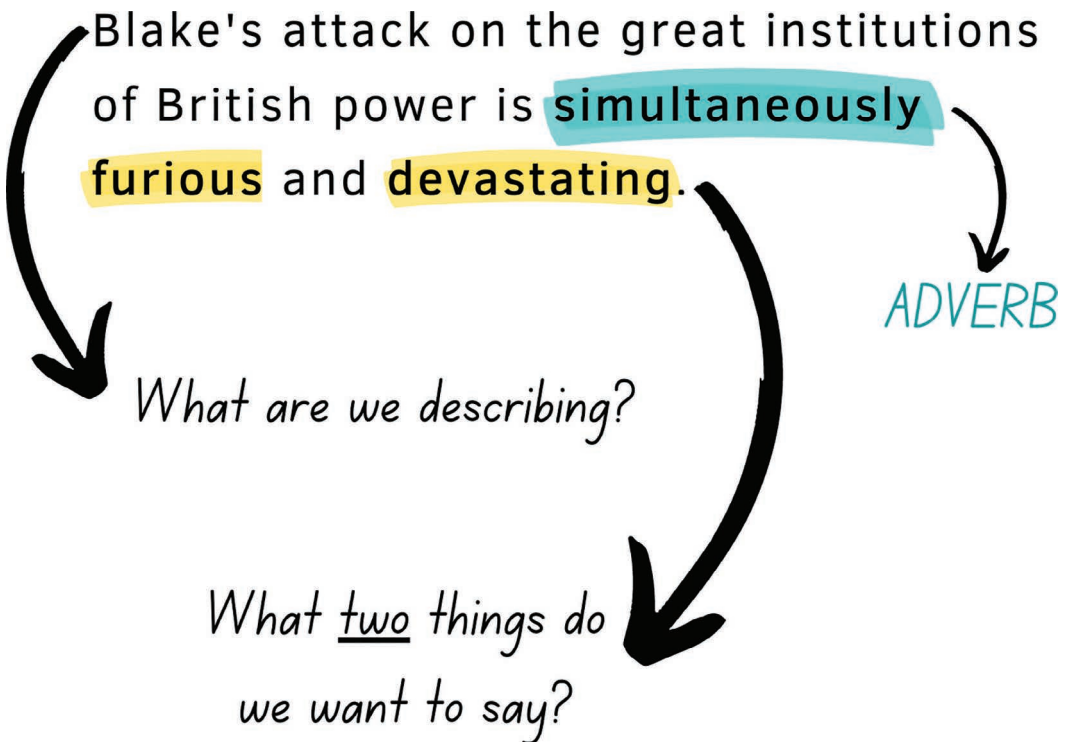 Blake's attack on the great institutions
of British power is simultaneously
furious and devastating.
ADVERB
What are we describing?
What two things do
we want to say?